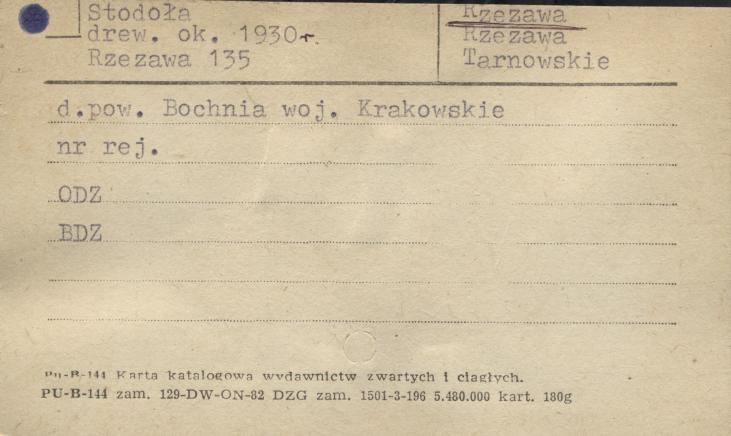 Stodoła
drew. ok. 1930r.
Rzezawa 135
Rzezawa
Rzezawa
Tarnowskie
d.pow. Bochnia woj. Krakowskie
nr rej.
ODZ
BDZ
PU-B-144 Karta katalogowa wydawnictw zwartych i ciągłych.
PU-B-144 zam. 129-DW-ON-82 DZG zam. 1501-3-196 5.480.000 kart. 180g